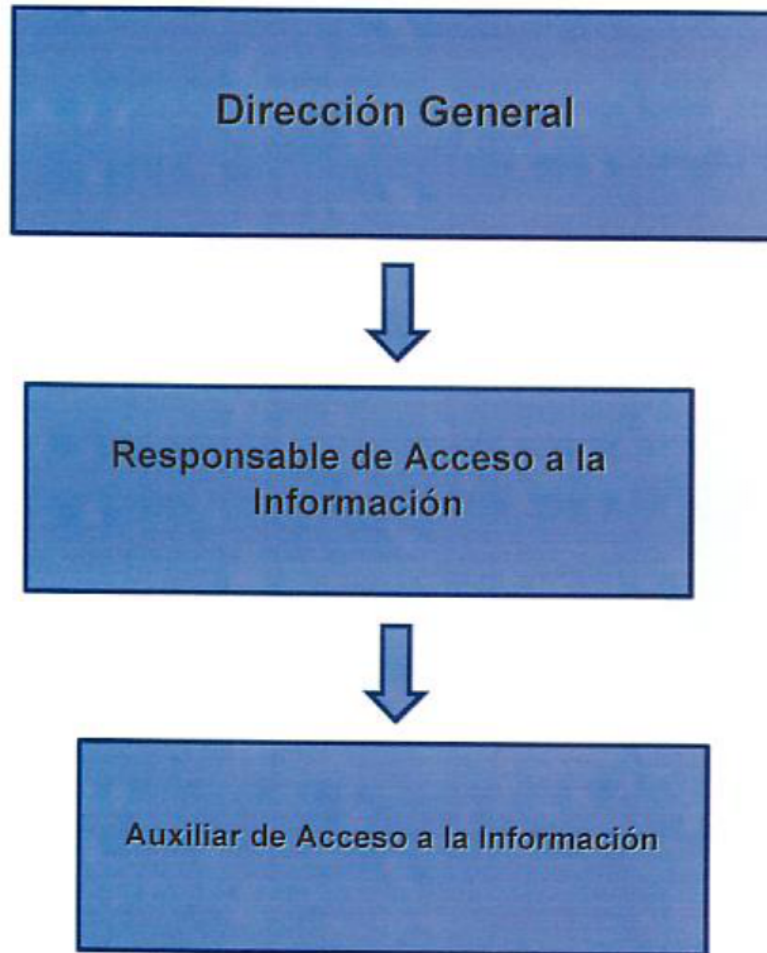 Dirección General
Responsable de Acceso a la
Información
Auxiliar de Acceso a la Información